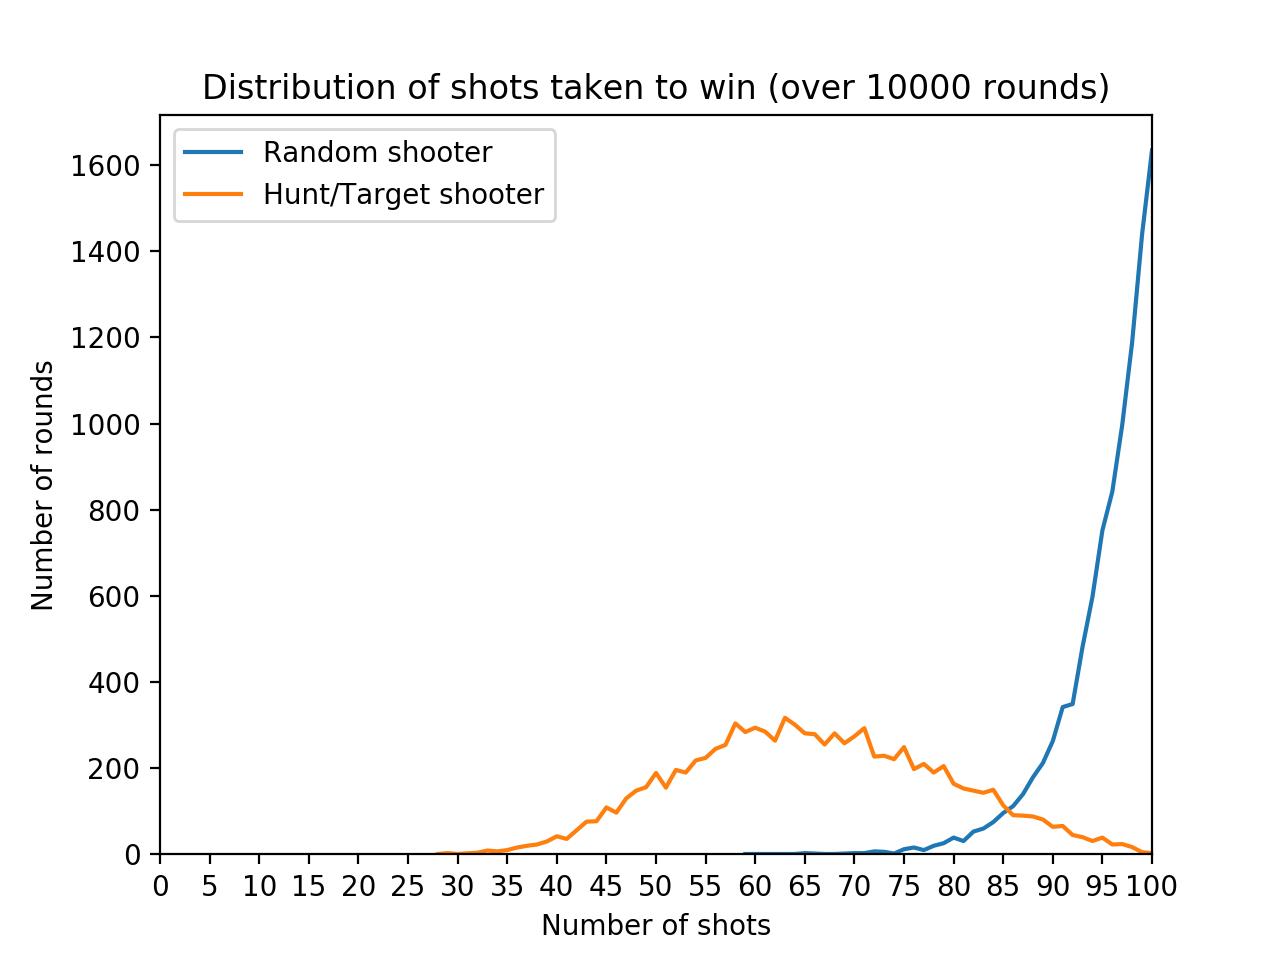 Distribution of shots taken to win (over 10000 rounds)
Random shooter
Hunt/Target shooter
Number of rounds
1600
1400
1200
1000
800
600
400
200
0
0 5 10 15 20 25 30 35 40 45 50 55 60 65 70 75 80 85 90 95 100
Number of shots